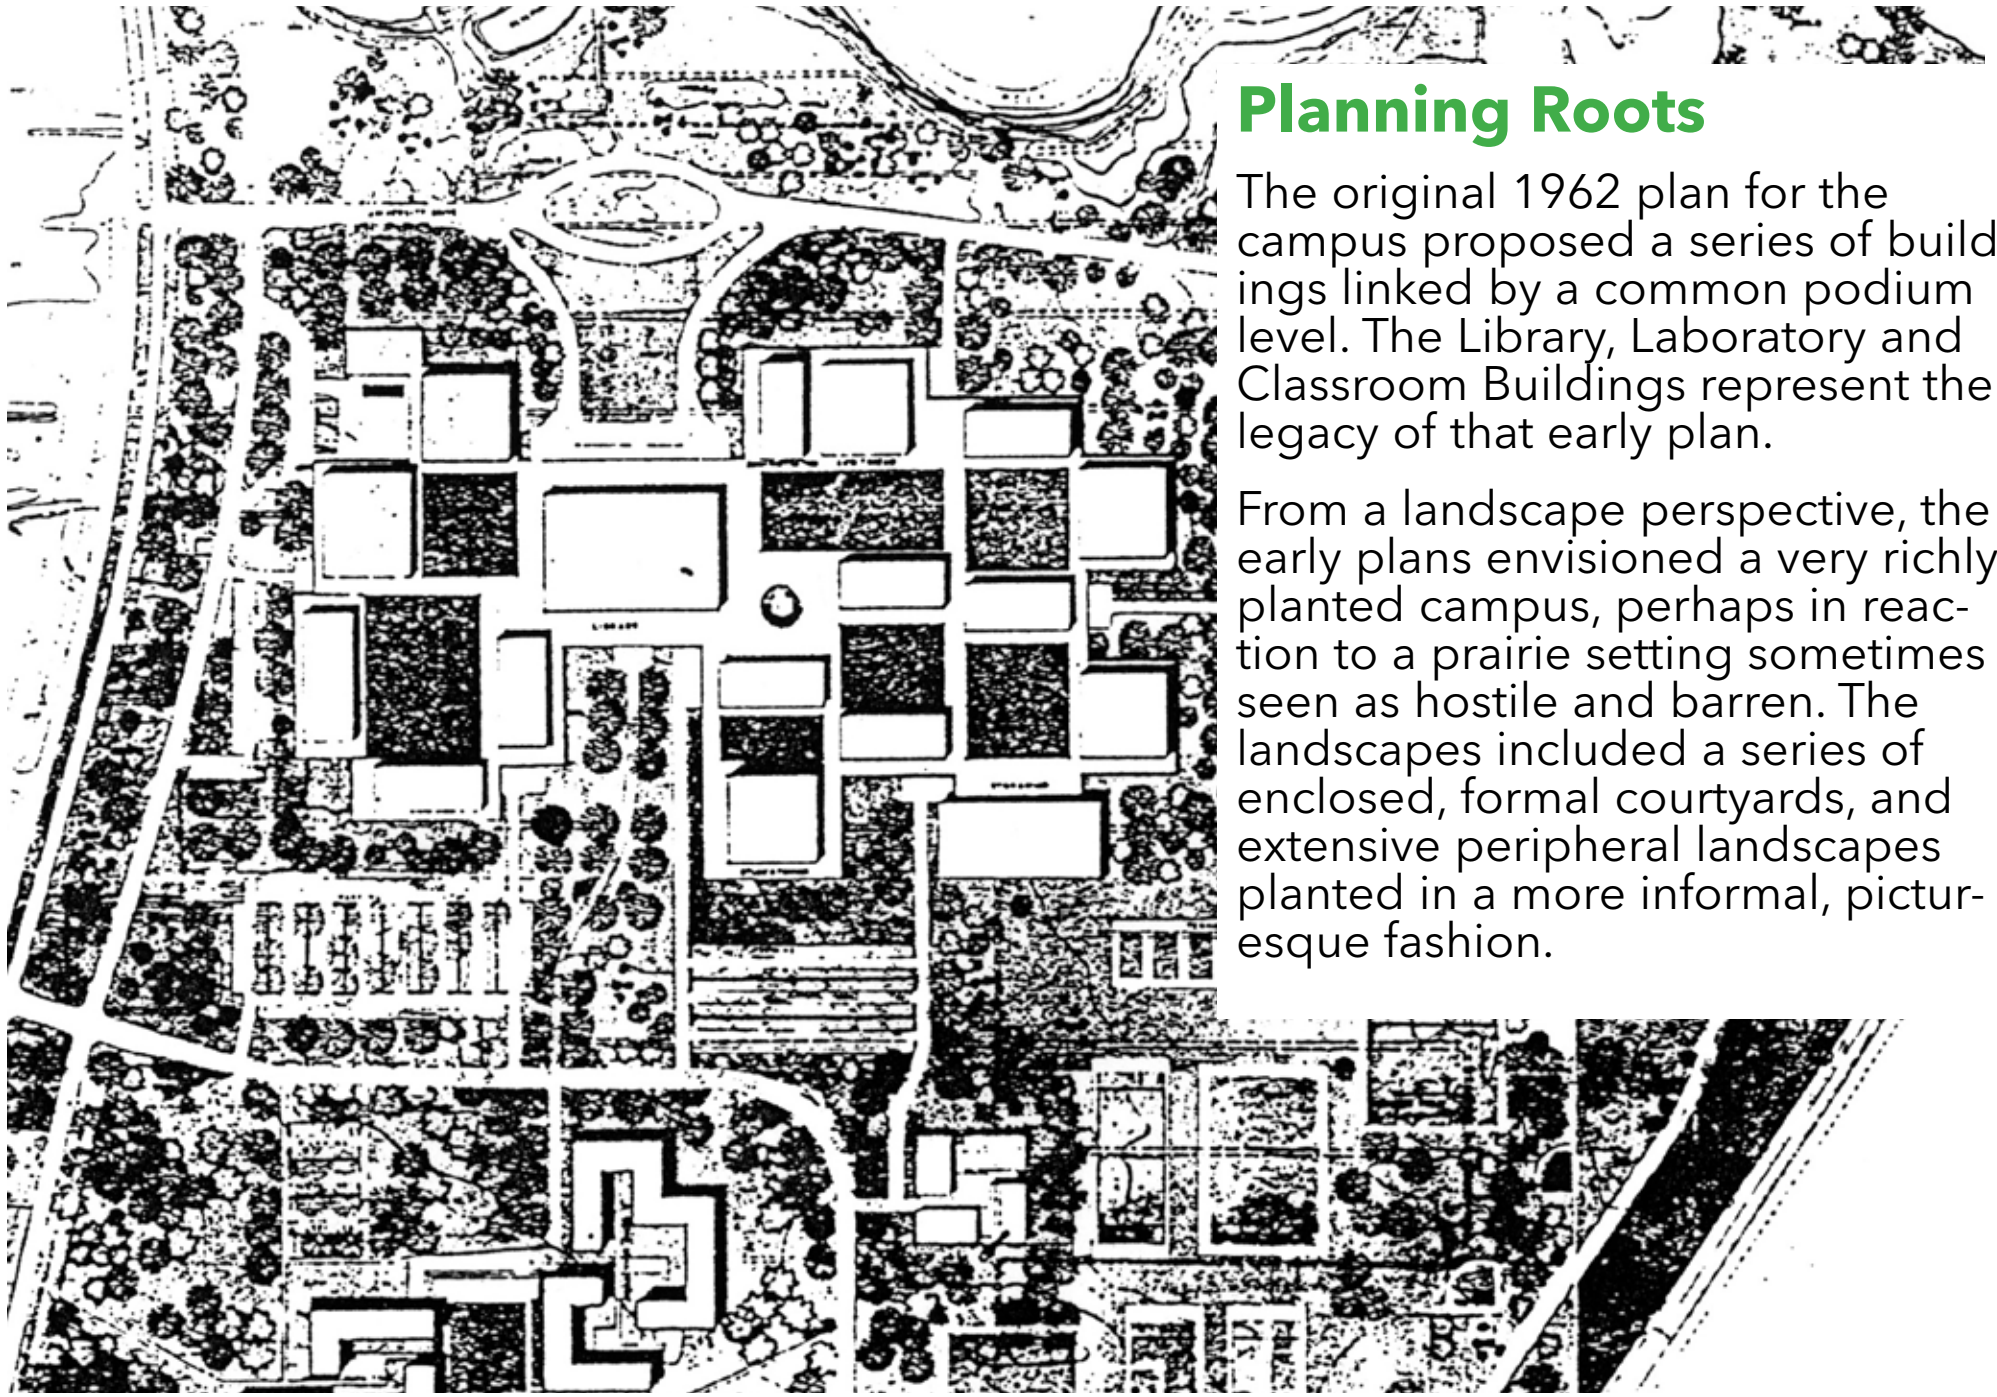 Planning Roots
The original 1962 plan for the
campus proposed a series of build
ings linked by a common podium
level. The Library, Laboratory and
Classroom Buildings represent the
legacy of that early plan.
From a landscape perspective, the
early plans envisioned a very richly
planted campus, perhaps in reac-
tion to a prairie setting sometimes
seen as hostile and barren. The
landscapes included a series of
enclosed, formal courtyards, and
extensive peripheral landscapes
planted in a more informal, pictur-
esque fashion.